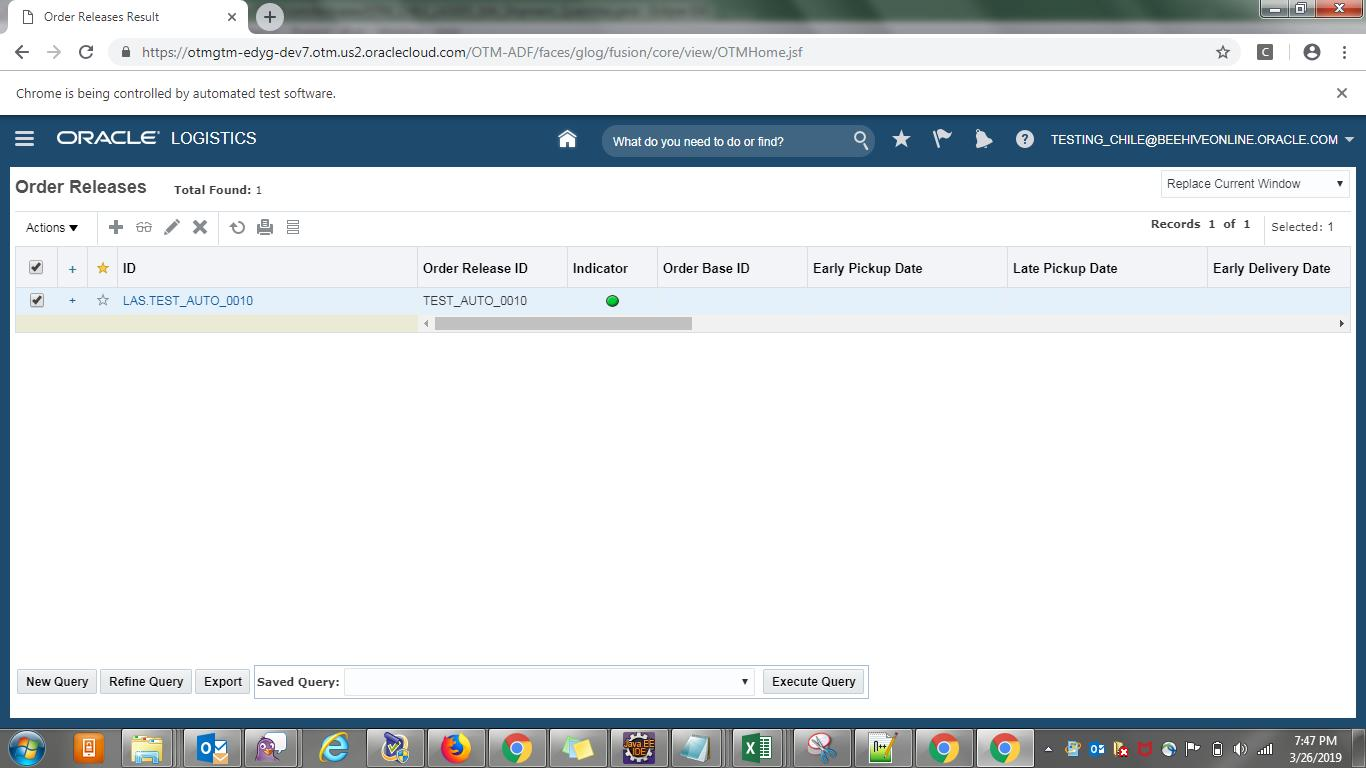 Order Releases Result
https://otmgtm-edyg-dev7.otm.us2.oraclecloud.com/OTM-ADF/faces/glog/fusion/core/view/OTMHome.jsf
C
Chrome is being controlled by automated test software.
ORACLE LOGISTICS
What do you need to do or find?
TESTING_CHILE@BEEHIVEONLINE.ORACLE.COM
Order Releases Total Found: 1
Replace Current Window
Actions
Records 1 of 1 Selected: 1
ID Order Release ID Indicator Order Base ID Early Pickup Date Late Pickup Date Early Delivery Date
LAS.TEST_AUTO_0010 TEST_AUTO_0010
New Query Refine Query Export Saved Query: Execute Query
Java EE
IDE
7:47 PM
3/26/2019